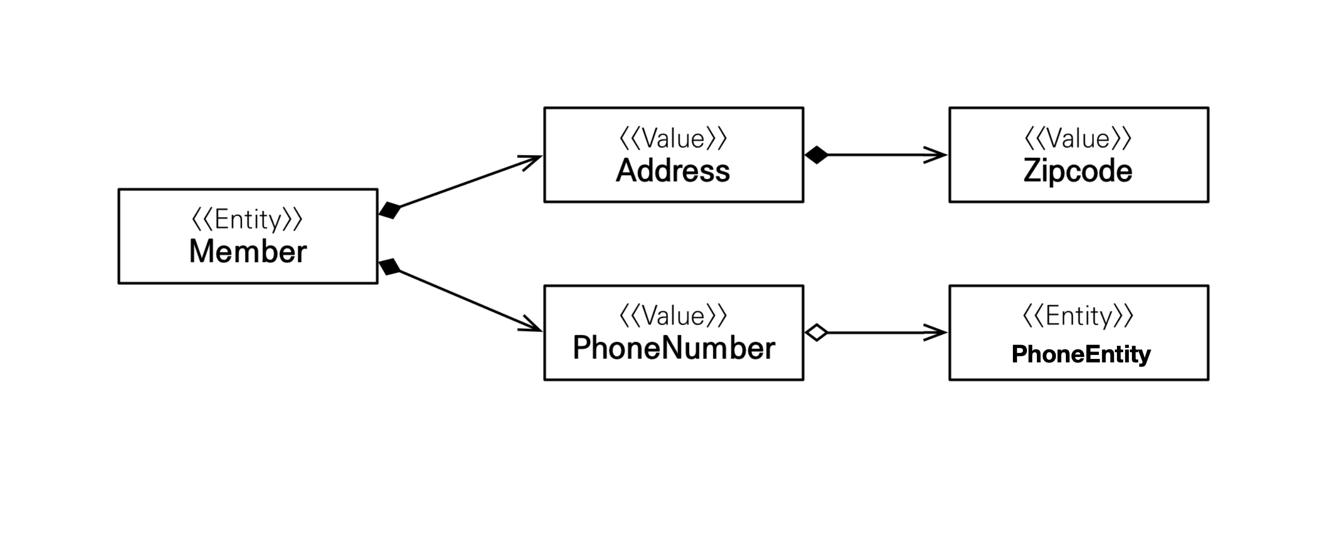 《Entity》
Member
《Value》
Address
《Value》
Zipcode
《Value》
PhoneNumber
《Entity》
PhoneEntity